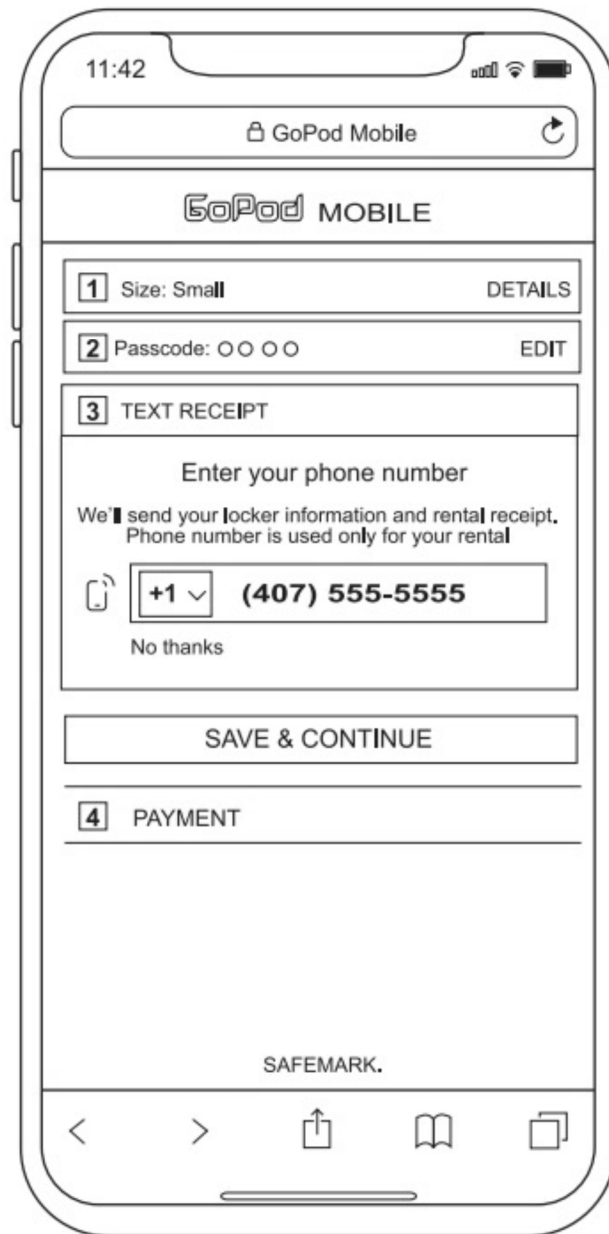 11:42
GoPod Mobile
GoPod MOBILE
1 Size: Small DETAILS
2 Passcode: EDIT
3 TEXT RECEIPT
Enter your phone number
We'll send your locker information and rental receipt.
Phone number is used only for your rental
+1 (407) 555-5555
No thanks
SAVE & CONTINUE
4 PAYMENT
SAFEMARK.